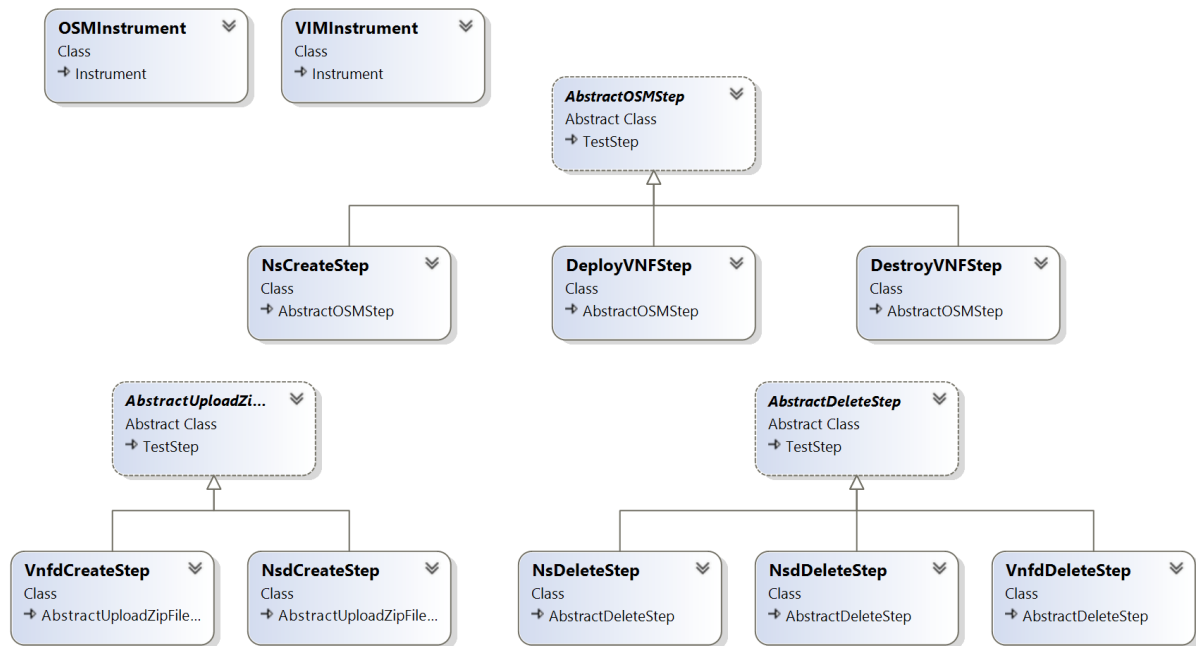 OSMInstrument
Class
Instrument
VIMInstrument
Class
Instrument
AbstractOSMStep
Abstract Class
TestStep
NsCreateStep
Class
AbstractOSMStep
DeployVNFStep
Class
AbstractOSMStep
DestroyVNFStep
Class
AbstractOSMStep
AbstractUploadZi...
Abstract Class
TestStep
AbstractDeleteStep
Abstract Class
TestStep
VnfdCreateStep
Class
AbstractUploadZipFile...
NsdCreateStep
Class
AbstractUploadZipFile...
NsDeleteStep
Class
AbstractDeleteStep
NsdDeleteStep
Class
AbstractDeleteStep
VnfdDeleteStep
Class
AbstractDeleteStep